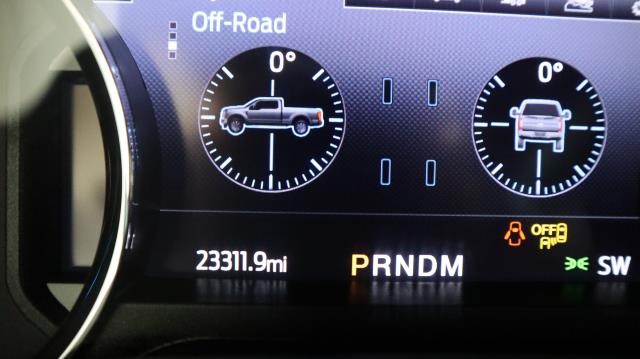 Off-Road
0°
0°
OFF
23311.9mi
PRNDM
SW